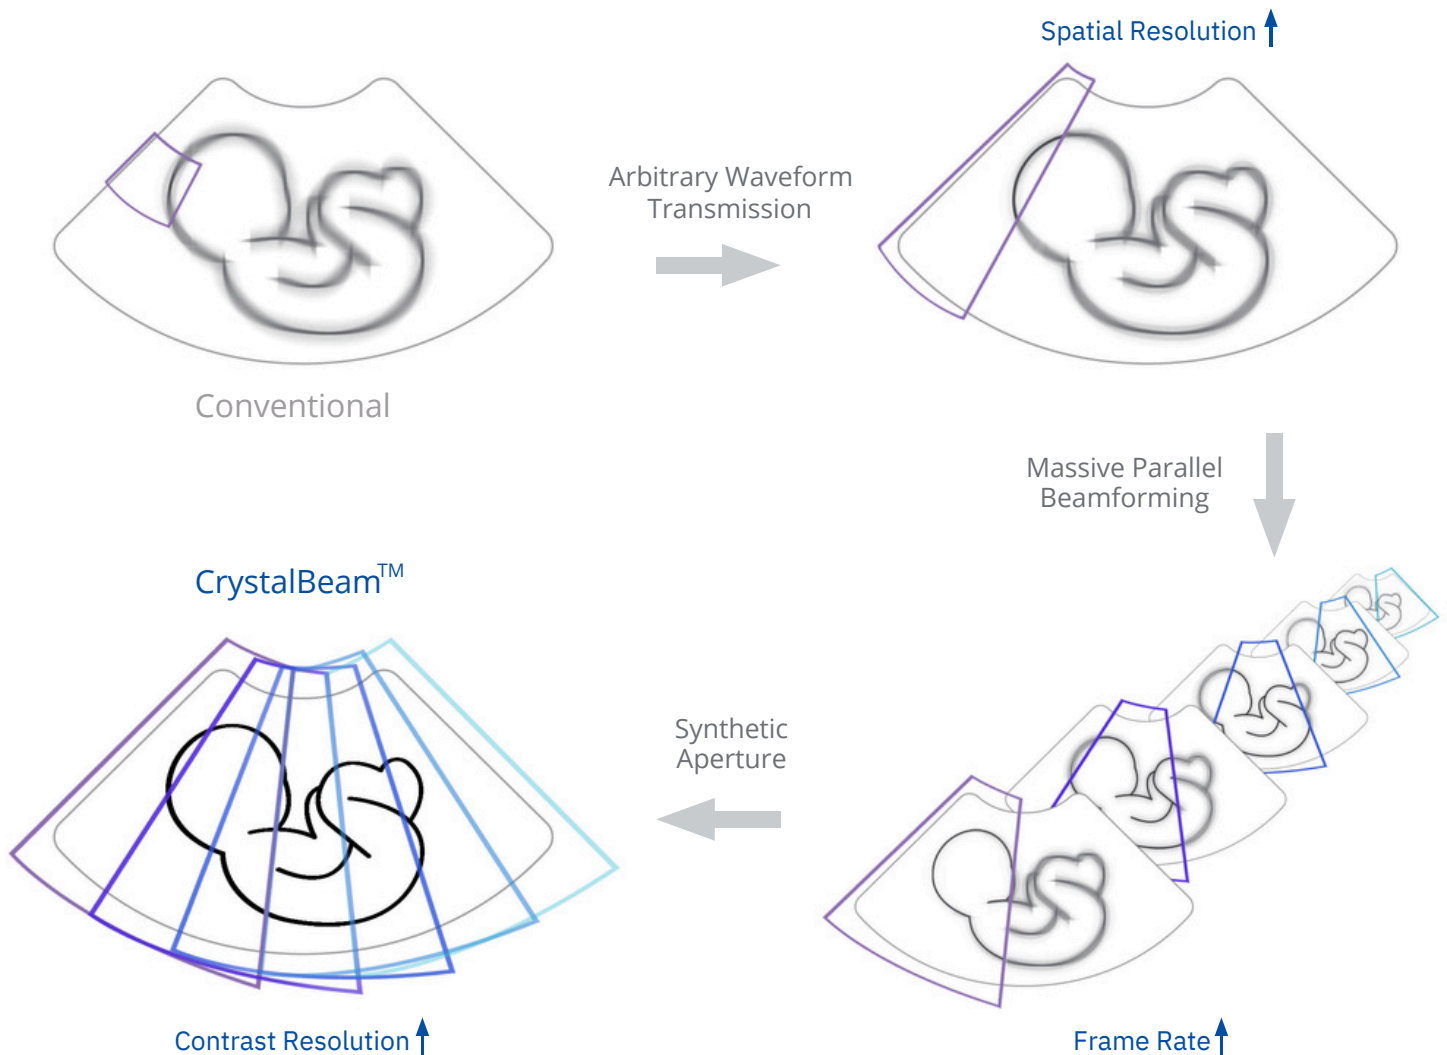 Spatial Resolution
Arbitrary Waveform
Transmission
Conventional
Massive Parallel
Beamforming
CrystalBeam™
Synthetic
Aperture
Contrast Resolution
Frame Rate